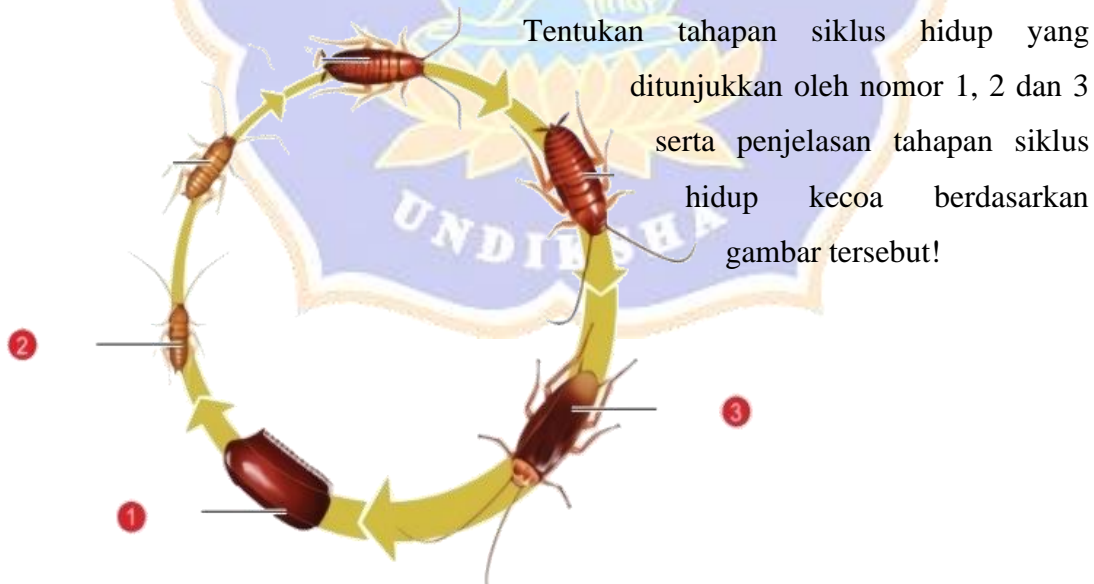 Tentukan tahapan siklus hidup yang
ditunjukkan oleh nomor 1, 2 dan 3
serta penjelasan tahapan siklus
hidup kecoa berdasarkan
gambar tersebut!
UNDIKSHA
2
3
1